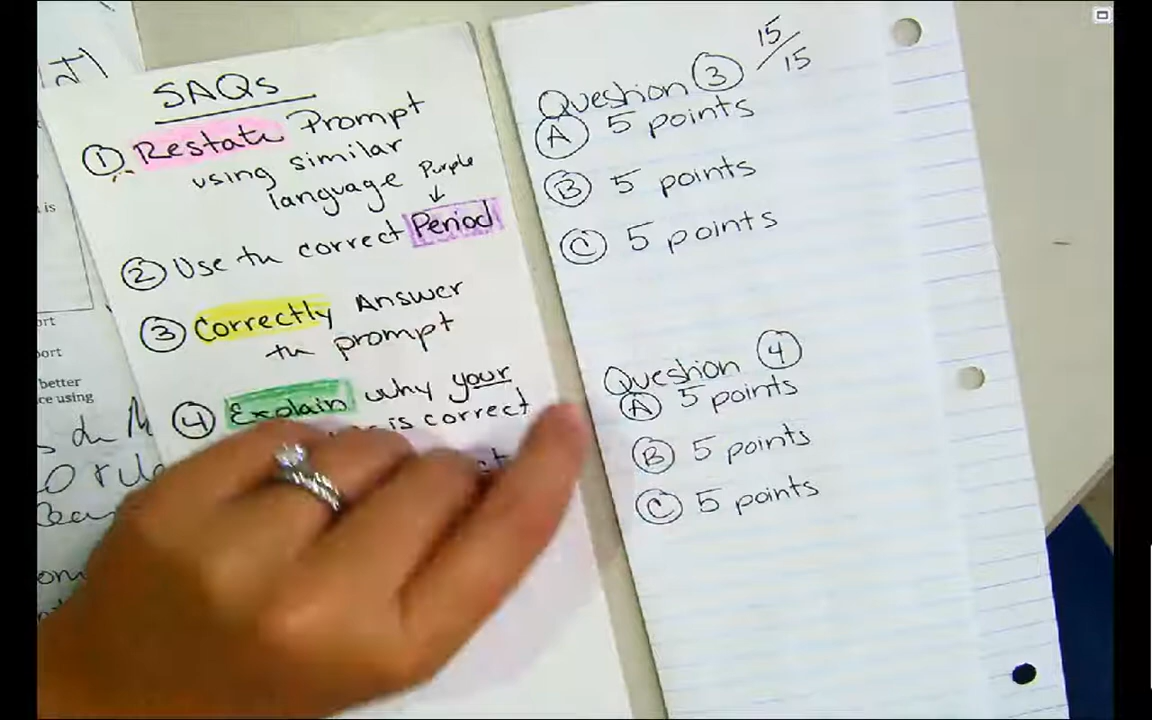 SAQs
① Restate Prompt
using similar
language Purple
↓
② Use the correct Period
③ Correctly Answer
the prompt
④ Explain why your
is correct
Question ③ 15/15
Ⓐ 5 points
Ⓑ 5 points
Ⓒ 5 points
Question ④
Ⓐ 5 points
Ⓑ 5 points
Ⓒ 5 points
is
ort
ort
better
ce using